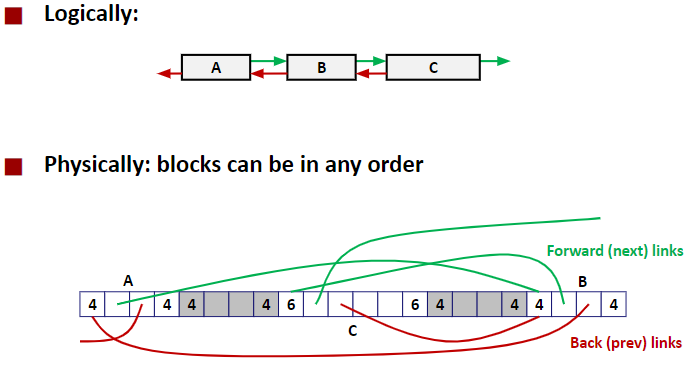 Logically:
A B C
Physically: blocks can be in any order
Forward (next) links
A B
4 4 4 4 6 6 4 4 4 4
C
Back (prev) links